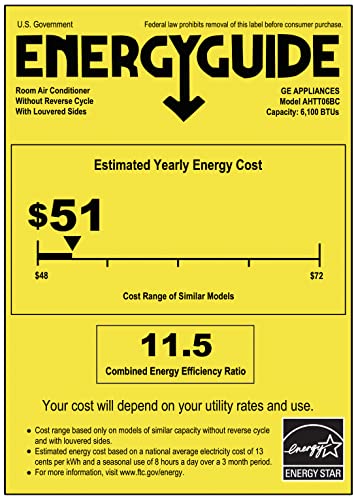 U.S. Government
Federal law prohibits removal of this label before consumer purchase.
ENERGYGUIDE
Room Air Conditioner
Without Reverse Cycle
With Louvered Sides
GE APPLIANCES
Model AHTT06BC
Capacity: 6,100 BTUs
Estimated Yearly Energy Cost
$51
$48
$72
Cost Range of Similar Models
11.5
Combined Energy Efficiency Ratio
Your cost will depend on your utility rates and use.
• Cost range based only on models of similar capacity without reverse cycle
and with louvered sides.
• Estimated energy cost based on a national average electricity cost of 13
cents per kWh and a seasonal use of 8 hours a day over a 3 month period.
• For more information, visit www.ftc.gov/energy.
energy
ENERGY STAR